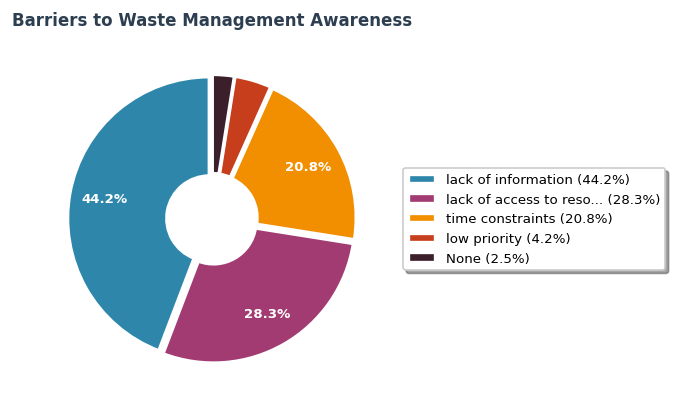 Barriers to Waste Management Awareness
20.8%
44.2%
28.3%
lack of information (44.2%)
lack of access to reso... (28.3%)
time constraints (20.8%)
low priority (4.2%)
None (2.5%)